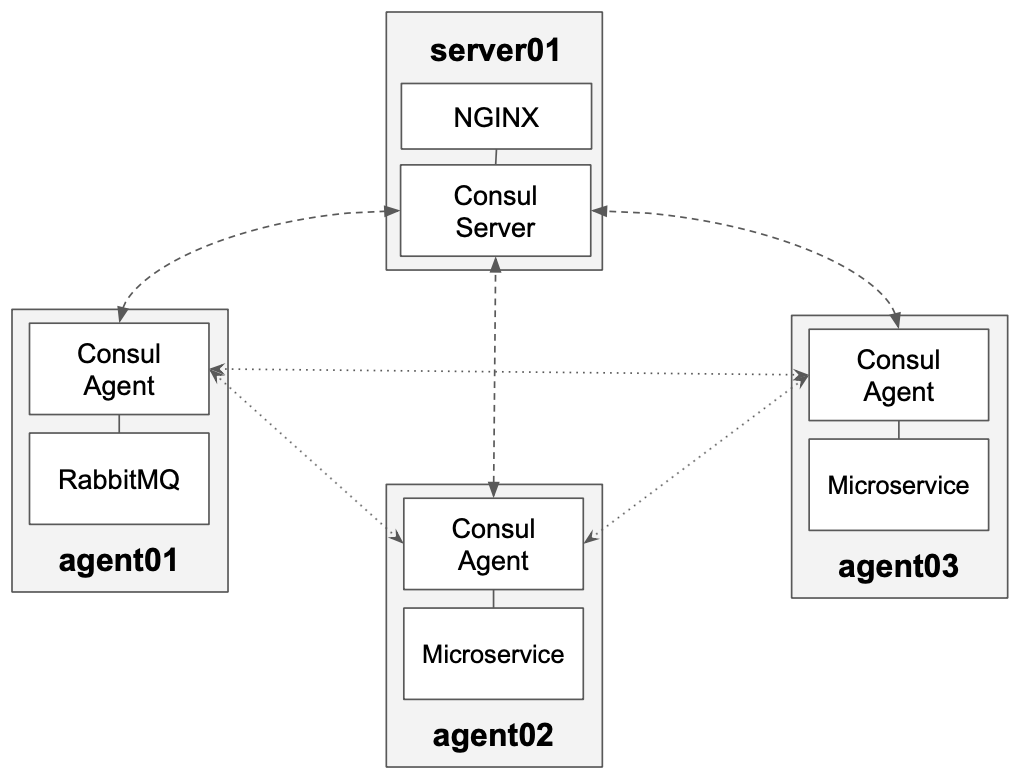 server01
NGINX
Consul
Server
Consul
Agent
RabbitMQ
agent01
Consul
Agent
Microservice
agent02
Consul
Agent
Microservice
agent03